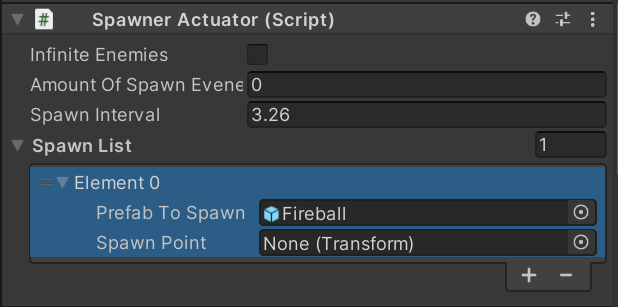 Spawner Actuator (Script)
Infinite Enemies
Amount Of Spawn Evene 0
Spawn Interval 3.26
Spawn List 1
Element 0
Prefab To Spawn Fireball
Spawn Point None (Transform)